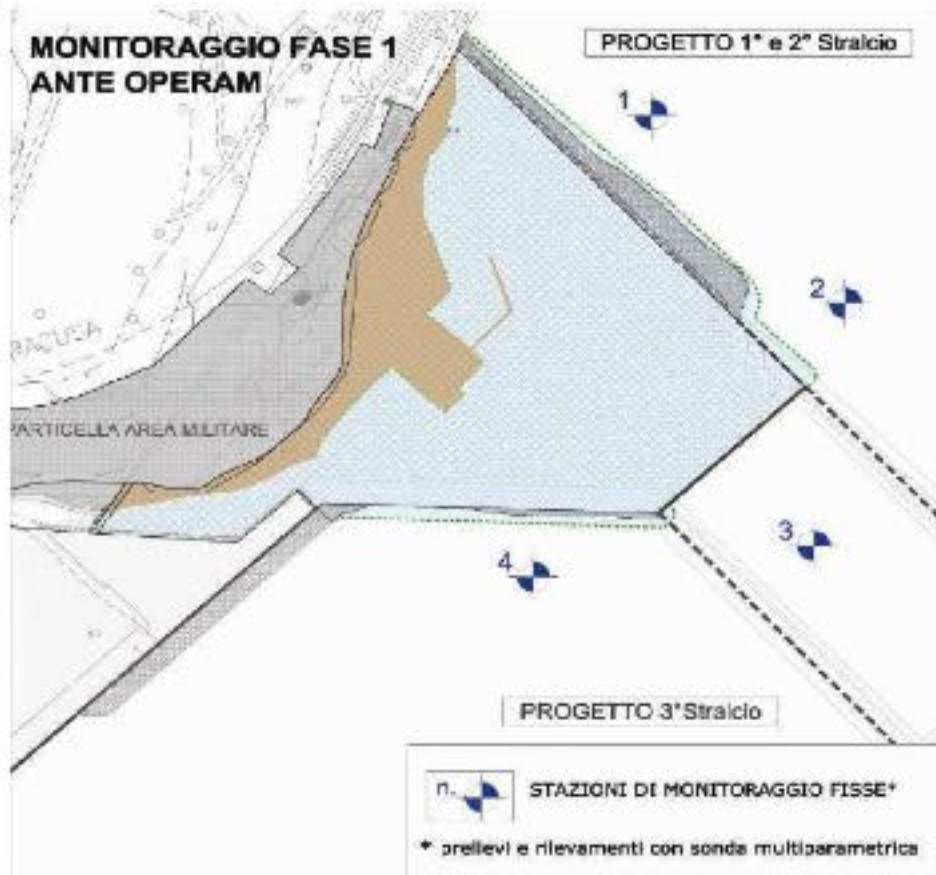 MONITORAGGIO FASE 1
ANTE OPERAM
PROGETTO 1° e 2° Stralcio
1
2
PARTICELLA AREA MILITARE
3
4
PROGETTO 3°Stralcio
n. STAZIONI DI MONITORAGGIO FISSE*
* prelievi e rilevamenti con sonda multiparametrica